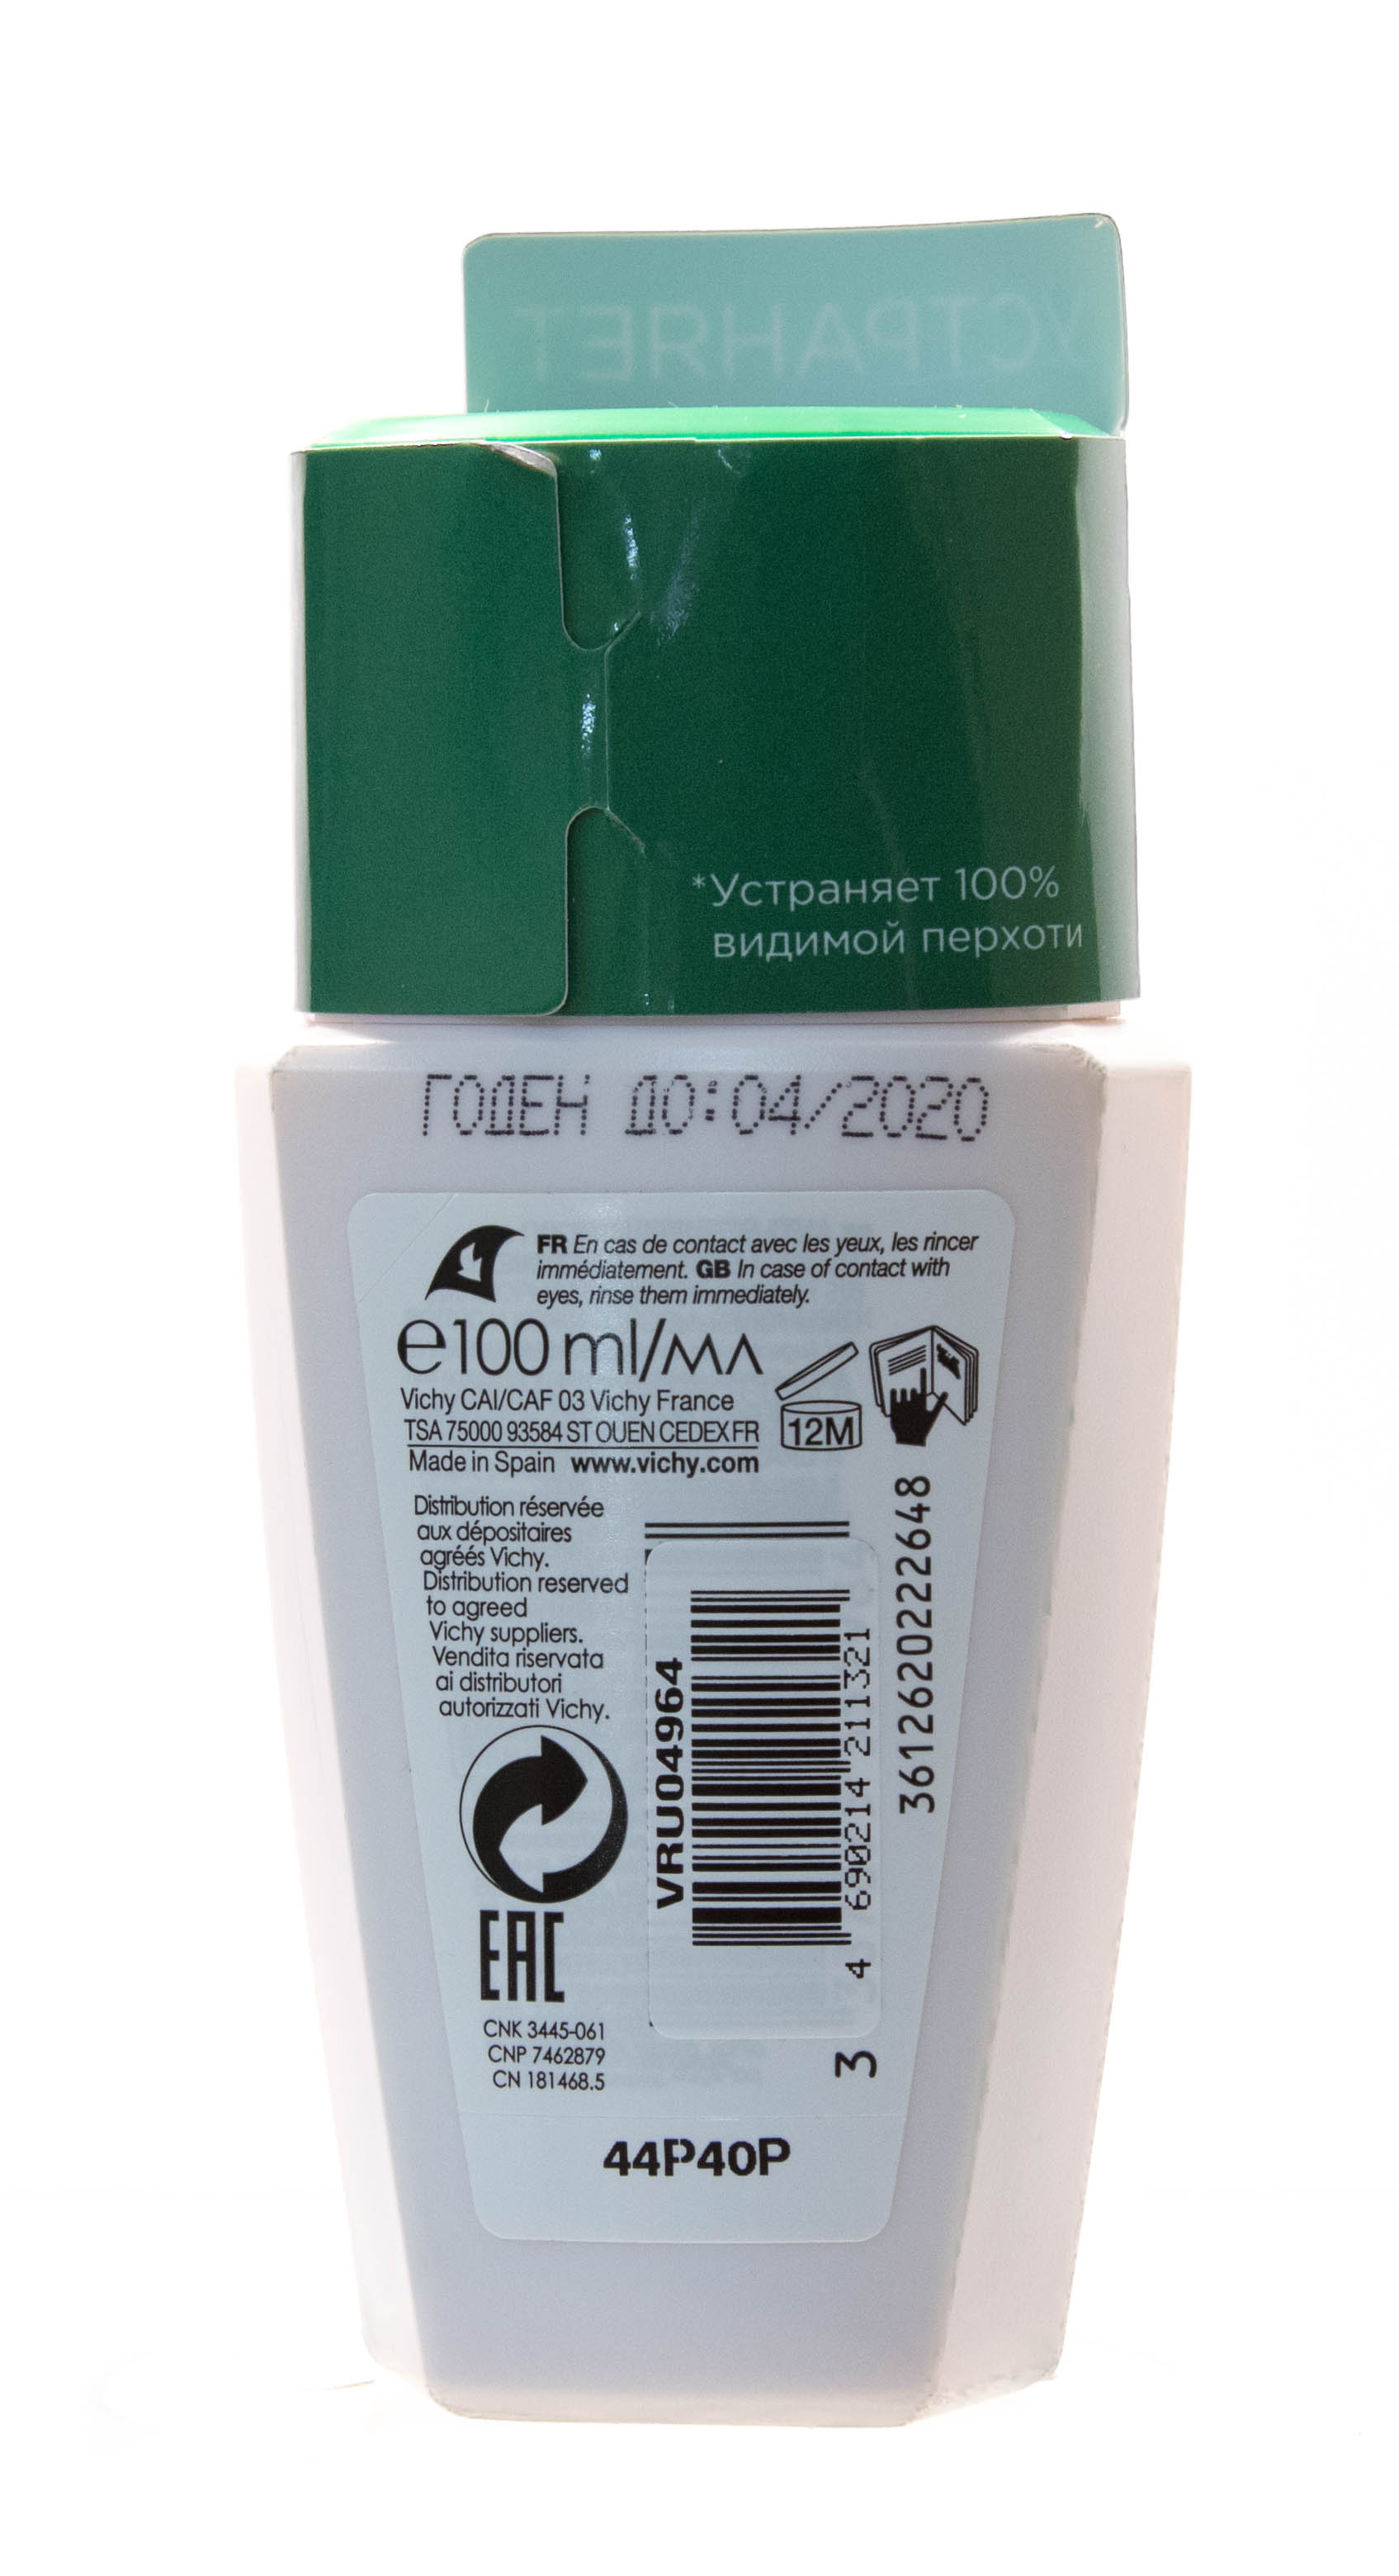 УСТРАНЯЕТ
*Устраняет 100%
видимой перхоти
ГОДЕН ДО:04/2020
FR En cas de contact avec les yeux, les rincer
immédiatement. GB In case of contact with
eyes, rinse them immediately.
℮100 ml/мл
Vichy CAI/CAF 03 Vichy France
TSA 75000 93584 ST OUEN CEDEX FR
Made in Spain www.vichy.com
12M
Distribution réservée
aux dépositaires
agréés Vichy.
Distribution reserved
to agreed
Vichy suppliers.
Vendita riservata
ai distributori
autorizzati Vichy.
VRU04964
4 690214 211321
3 612620222648
EAC
CNK 3445-061
CNP 7462879
CN 181468.5
44P40P